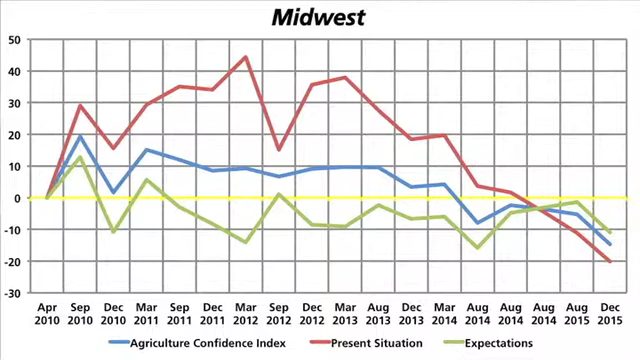 Midwest
50
40
30
20
10
0
-10
-20
-30
Apr Sep Dec Mar Sep Dec Mar Sep Dec Mar Aug Dec Mar Aug Aug Aug Aug Dec
2010 2010 2010 2011 2011 2011 2012 2012 2012 2013 2013 2013 2014 2014 2014 2014 2015 2015
Agriculture Confidence Index Present Situation Expectations